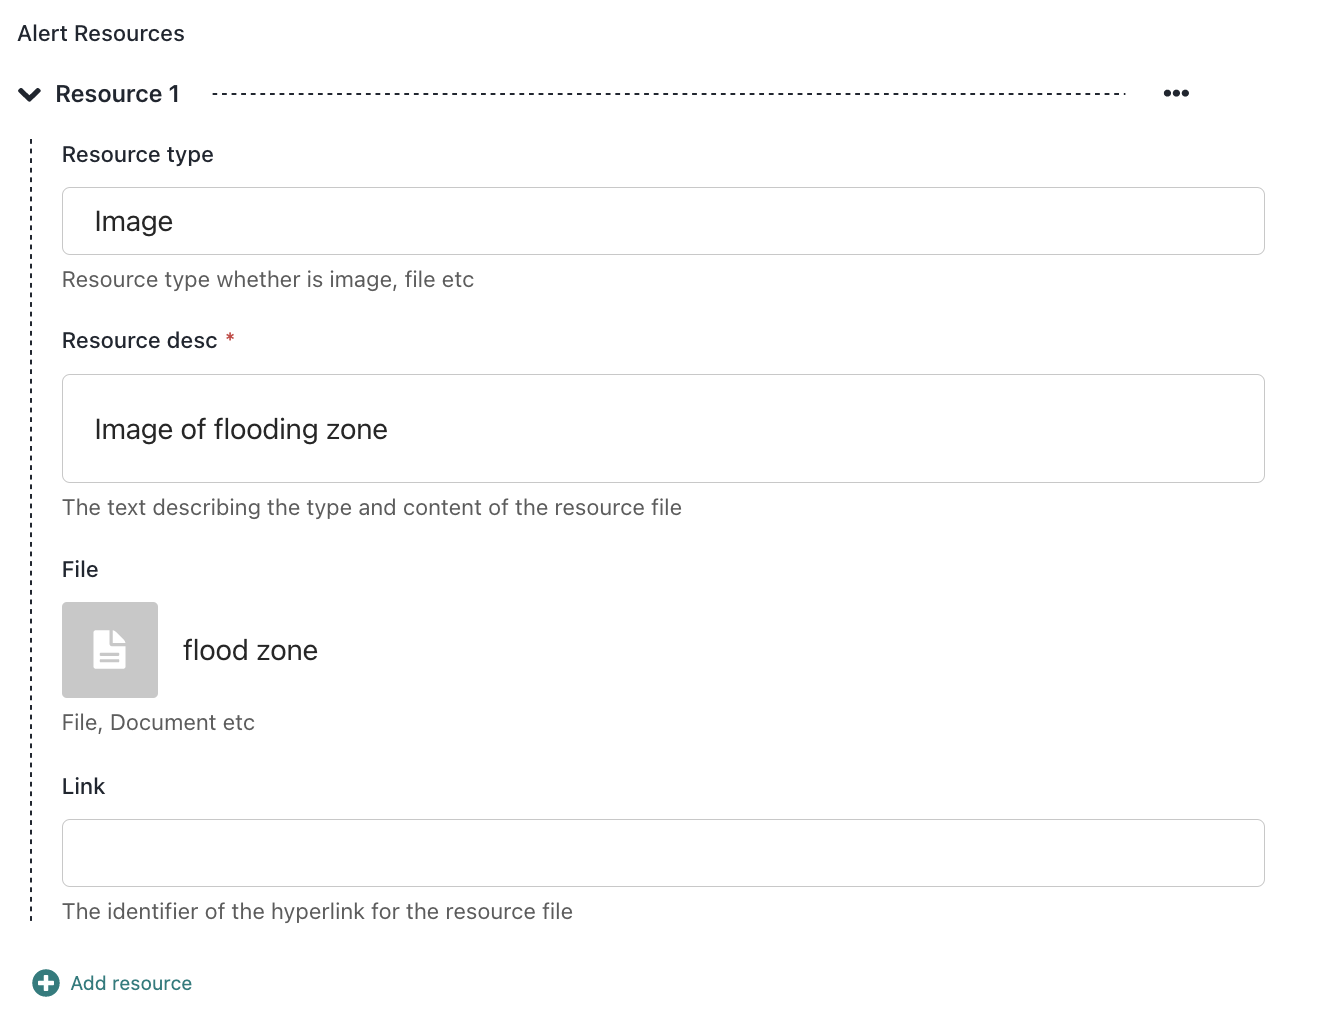 Alert Resources
Resource 1
Resource type
Image
Resource type whether is image, file etc
Resource desc *
Image of flooding zone
The text describing the type and content of the resource file
File
flood zone
File, Document etc
Link
The identifier of the hyperlink for the resource file
Add resource